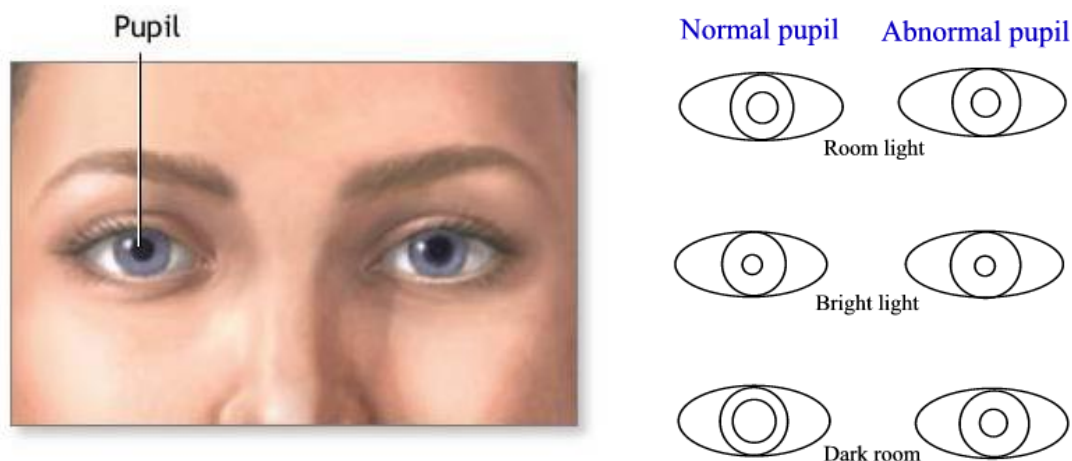 Pupil
Normal pupil
Abnormal pupil
Room light
Bright light
Dark room